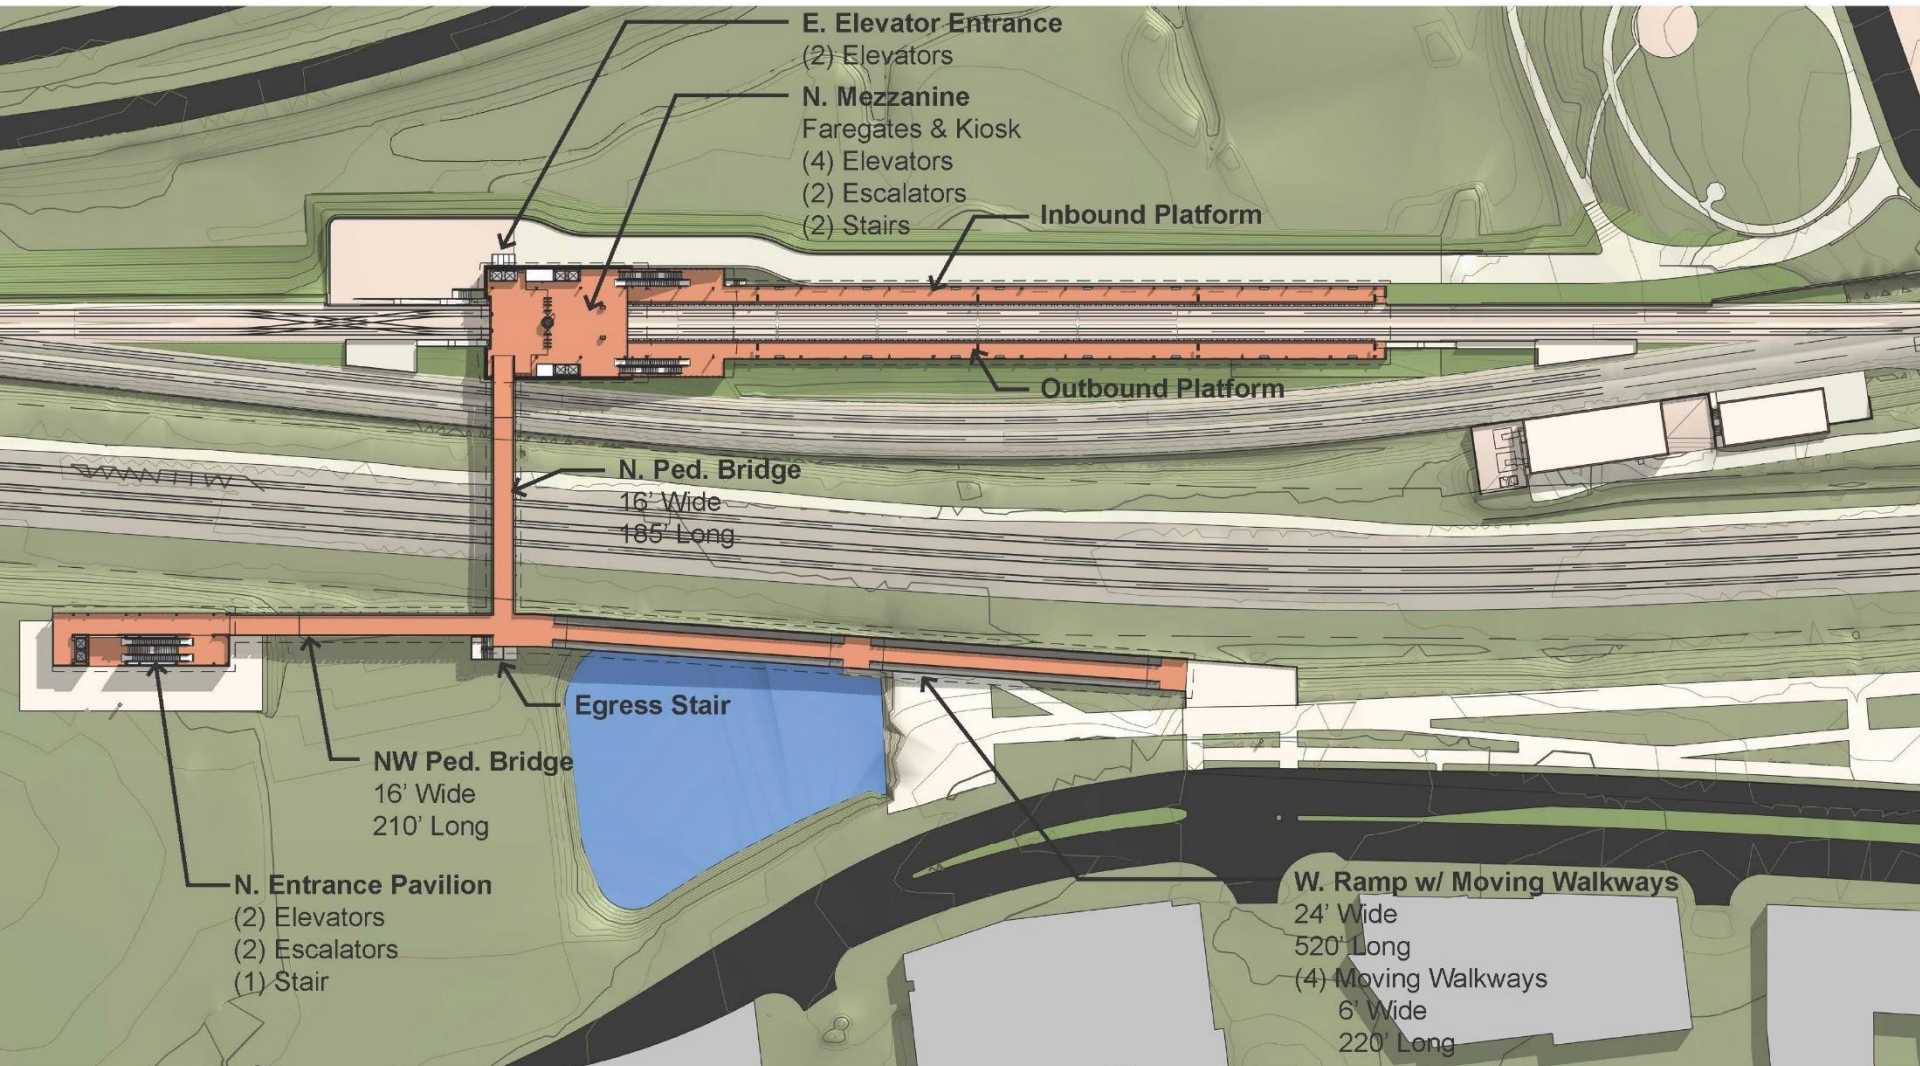 E. Elevator Entrance
(2) Elevators
N. Mezzanine
Faregates & Kiosk
(4) Elevators
(2) Escalators
(2) Stairs
Inbound Platform
Outbound Platform
N. Ped. Bridge
16' Wide
185' Long
Egress Stair
NW Ped. Bridge
16' Wide
210' Long
N. Entrance Pavilion
(2) Elevators
(2) Escalators
(1) Stair
W. Ramp w/ Moving Walkways
24' Wide
520' Long
(4) Moving Walkways
6' Wide
220' Long